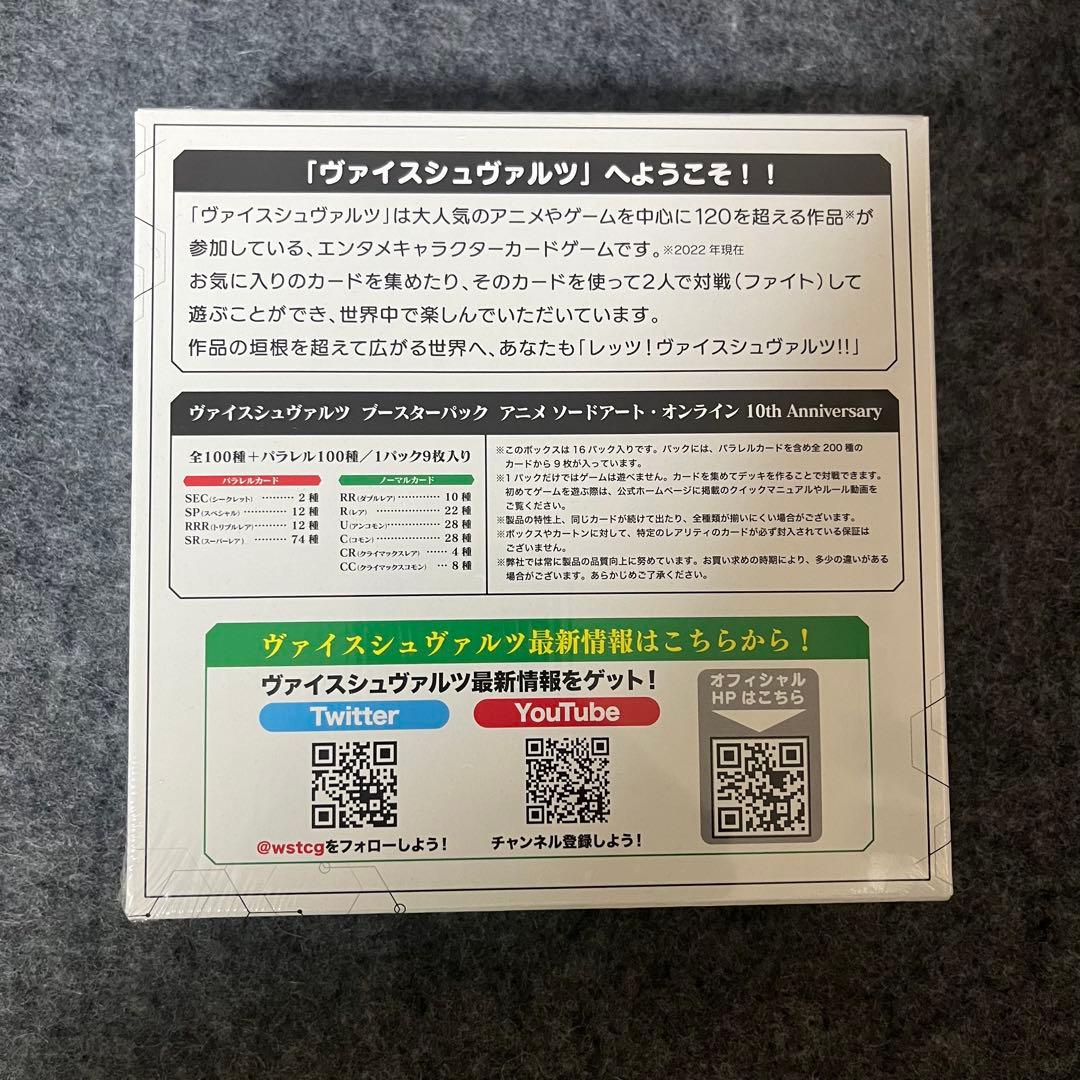 「ヴァイスシュヴァルツ」へようこそ！！
「ヴァイスシュヴァルツ」は大人気のアニメやゲームを中心に120を超える作品※が
参加している、エンタメキャラクターカードゲームです。※2022年現在
お気に入りのカードを集めたり、そのカードを使って2人で対戦（ファイト）して
遊ぶことができ、世界中で楽しんでいただいています。
作品の垣根を超えて広がる世界へ、あなたも「レッツ！ヴァイスシュヴァルツ!!」
ヴァイスシュヴァルツ ブースターパック アニメ ソードアート・オンライン 10th Anniversary
全100種＋パラレル100種／1パック9枚入り
パラレルカード
SEC(シークレット) ……… 2種
SP(スペシャル) ……… 12種
RRR(トリプルレア) ……… 12種
SR(スーパーレア) ……… 74種
ノーマルカード
RR(ダブルレア) ……… 10種
R(レア) ……… 22種
U(アンコモン) ……… 28種
C(コモン) ……… 28種
CR(クライマックスレア) …… 4種
CC(クライマックスコモン) … 8種
※このボックスは16パック入りです。パックには、パラレルカードを含め全200種の
カードから9枚が入っています。
※1パックだけではゲームは遊べません。カードを集めてデッキを作ることで対戦できます。
初めてゲームを遊ぶ際は、公式ホームページに掲載のクイックマニュアルやルール動画を
ご覧ください。
※製品の特性上、同じカードが続けて出たり、全種類が揃いにくい場合がございます。
※ボックスやカートンに対して、特定のレアリティのカードが必ず封入されている保証は
ございません。
※弊社では常に製品の品質向上に努めています。お買い求めの時期により、多少の違いがある
場合がございます。あらかじめご了承ください。
ヴァイスシュヴァルツ最新情報はこちらから！
ヴァイスシュヴァルツ最新情報をゲット！
Twitter
@wstcgをフォローしよう！
YouTube
チャンネル登録しよう！
オフィシャル
HPはこちら